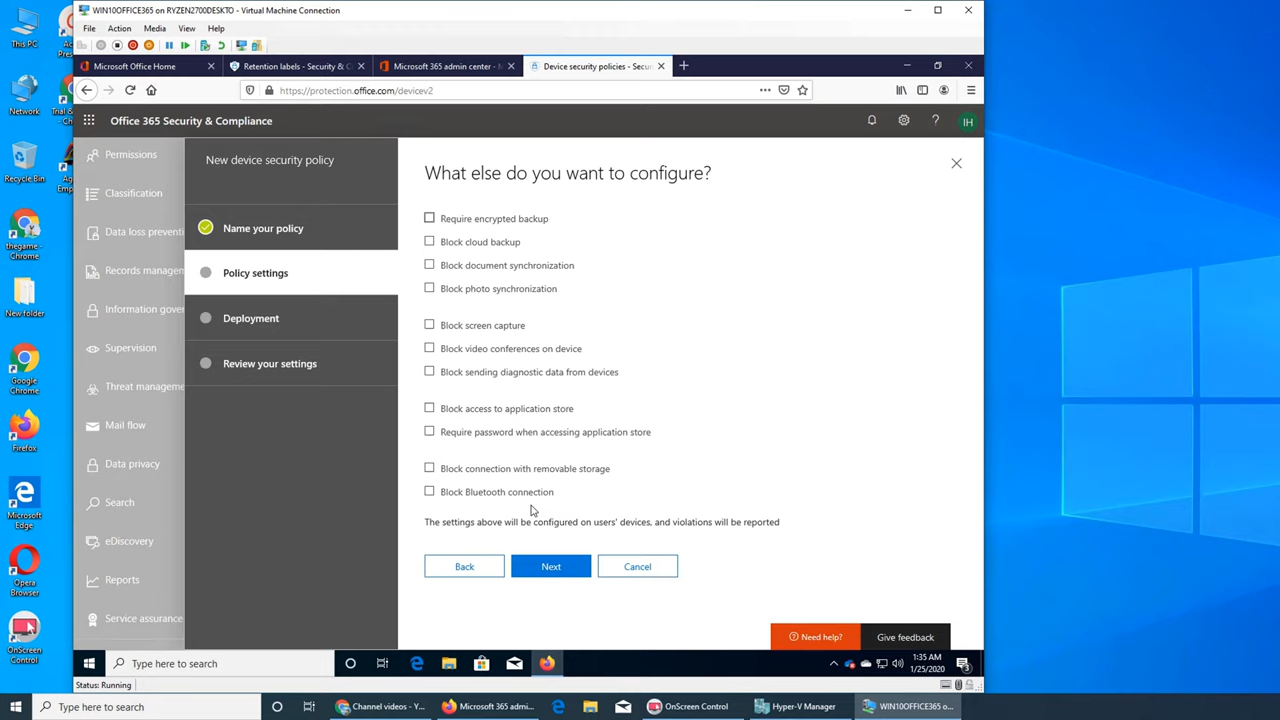 WIN10OFFICE365 on RYZEN2700DESKTO - Virtual Machine Connection
File Action Media View Help
Microsoft Office Home
Retention labels - Security & C
Microsoft 365 admin center - M
Device security policies - Secu
https://protection.office.com/devicev2
Office 365 Security & Compliance
IH
Permissions
Classification
Data loss preventi
Records managem
Information gover
Supervision
Threat manageme
Mail flow
Data privacy
Search
eDiscovery
Reports
Service assurance
New device security policy
Name your policy
Policy settings
Deployment
Review your settings
What else do you want to configure?
Require encrypted backup
Block cloud backup
Block document synchronization
Block photo synchronization
Block screen capture
Block video conferences on device
Block sending diagnostic data from devices
Block access to application store
Require password when accessing application store
Block connection with removable storage
Block Bluetooth connection
The settings above will be configured on users' devices, and violations will be reported
Back Next Cancel
Need help? Give feedback
Type here to search
1:35 AM
1/25/2020
Status: Running
This PC
Network
Recycle Bin
thegame -
Chrome
New folder
Google
Chrome
Firefox
Microsoft
Edge
Opera
Browser
OnScreen
Control
Type here to search
Channel videos - Y...
Microsoft 365 admi...
OnScreen Control
Hyper-V Manager
WIN10OFFICE365 o...